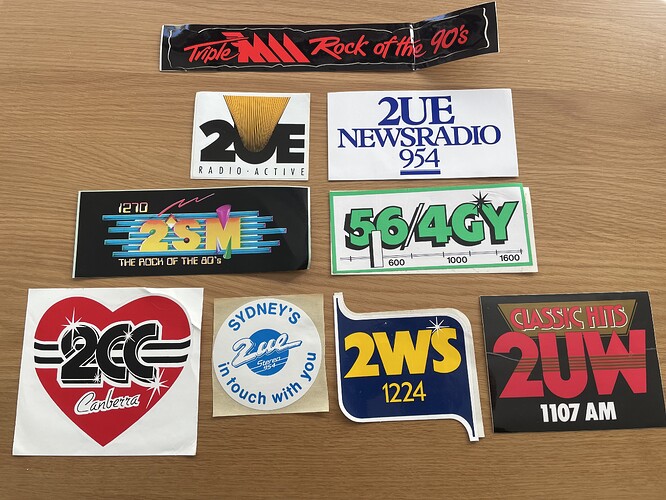 Triple M Rock of the 90's
2UE
RADIO·ACTIVE
2UE
NEWSRADIO
954
1270
2SM
THE ROCK OF THE 80's
56/4GY
600 1000 1600
2CC
Canberra
SYDNEY'S
2ue
Stereo
954
in touch with you
2WS
1224
CLASSIC HITS
2UW
1107 AM